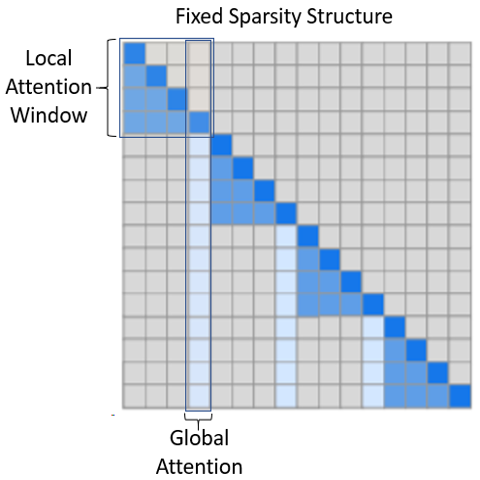 Fixed Sparsity Structure
Local
Attention
Window
Global
Attention